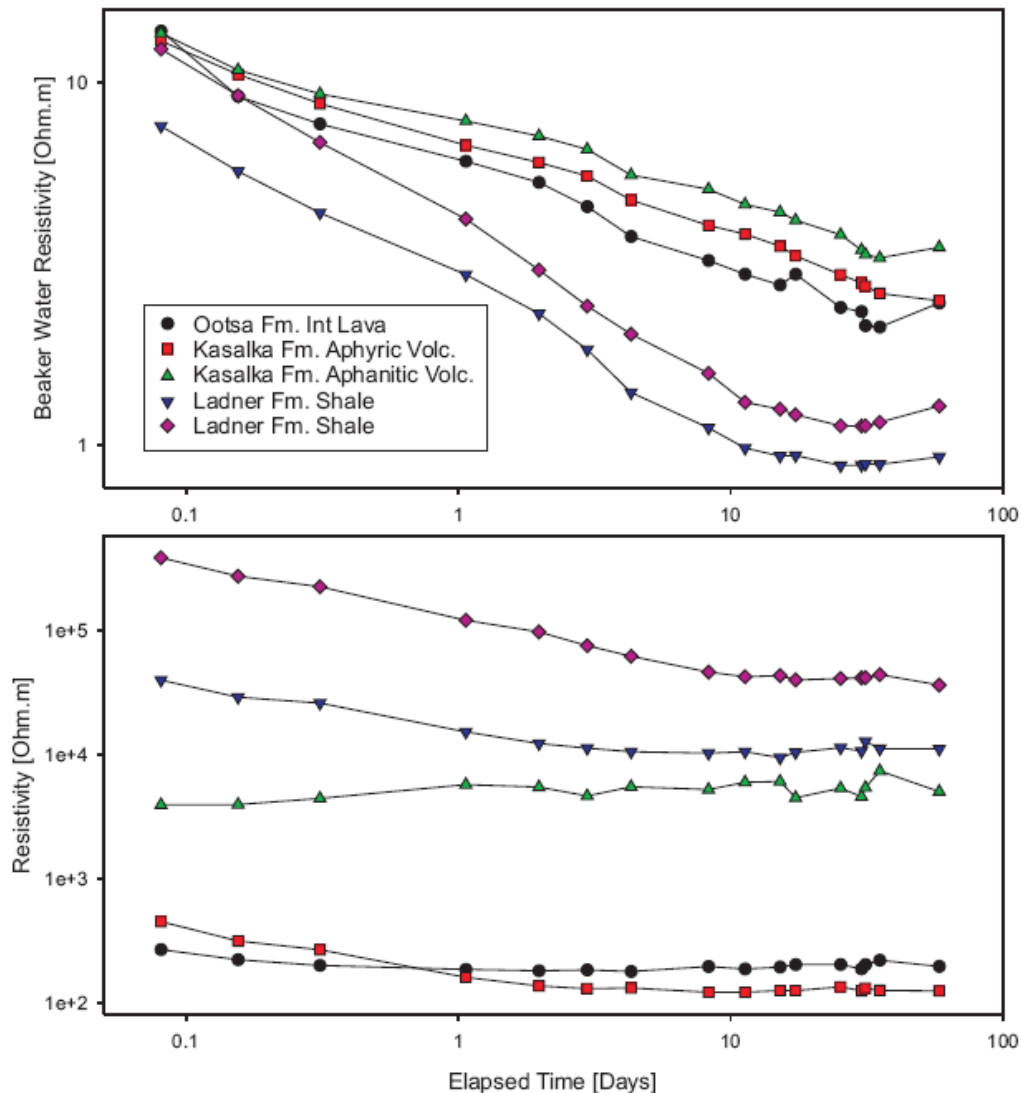 Beaker Water Resistivity [Ohm.m]
10
1
Ootsa Fm. Int Lava
Kasalka Fm. Aphyric Volc.
Kasalka Fm. Aphanitic Volc.
Ladner Fm. Shale
Ladner Fm. Shale
0.1 1 10 100
Resistivity [Ohm.m]
1e+5
1e+4
1e+3
1e+2
0.1 1 10 100
Elapsed Time [Days]